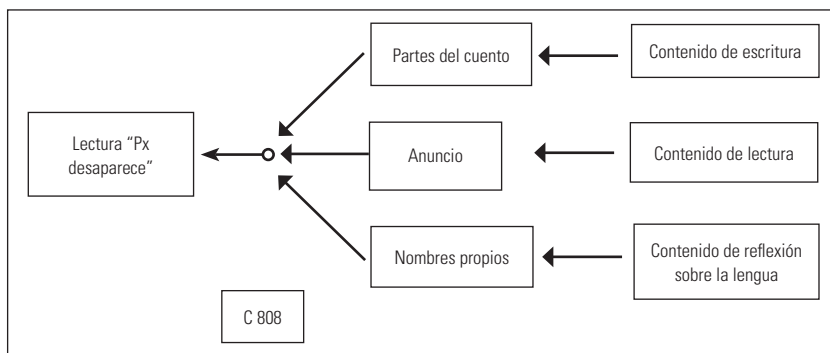 Partes del cuento
Contenido de escritura
Lectura “Px
desaparece”
Anuncio
Contenido de lectura
Nombres propios
Contenido de reflexión
sobre la lengua
C 808